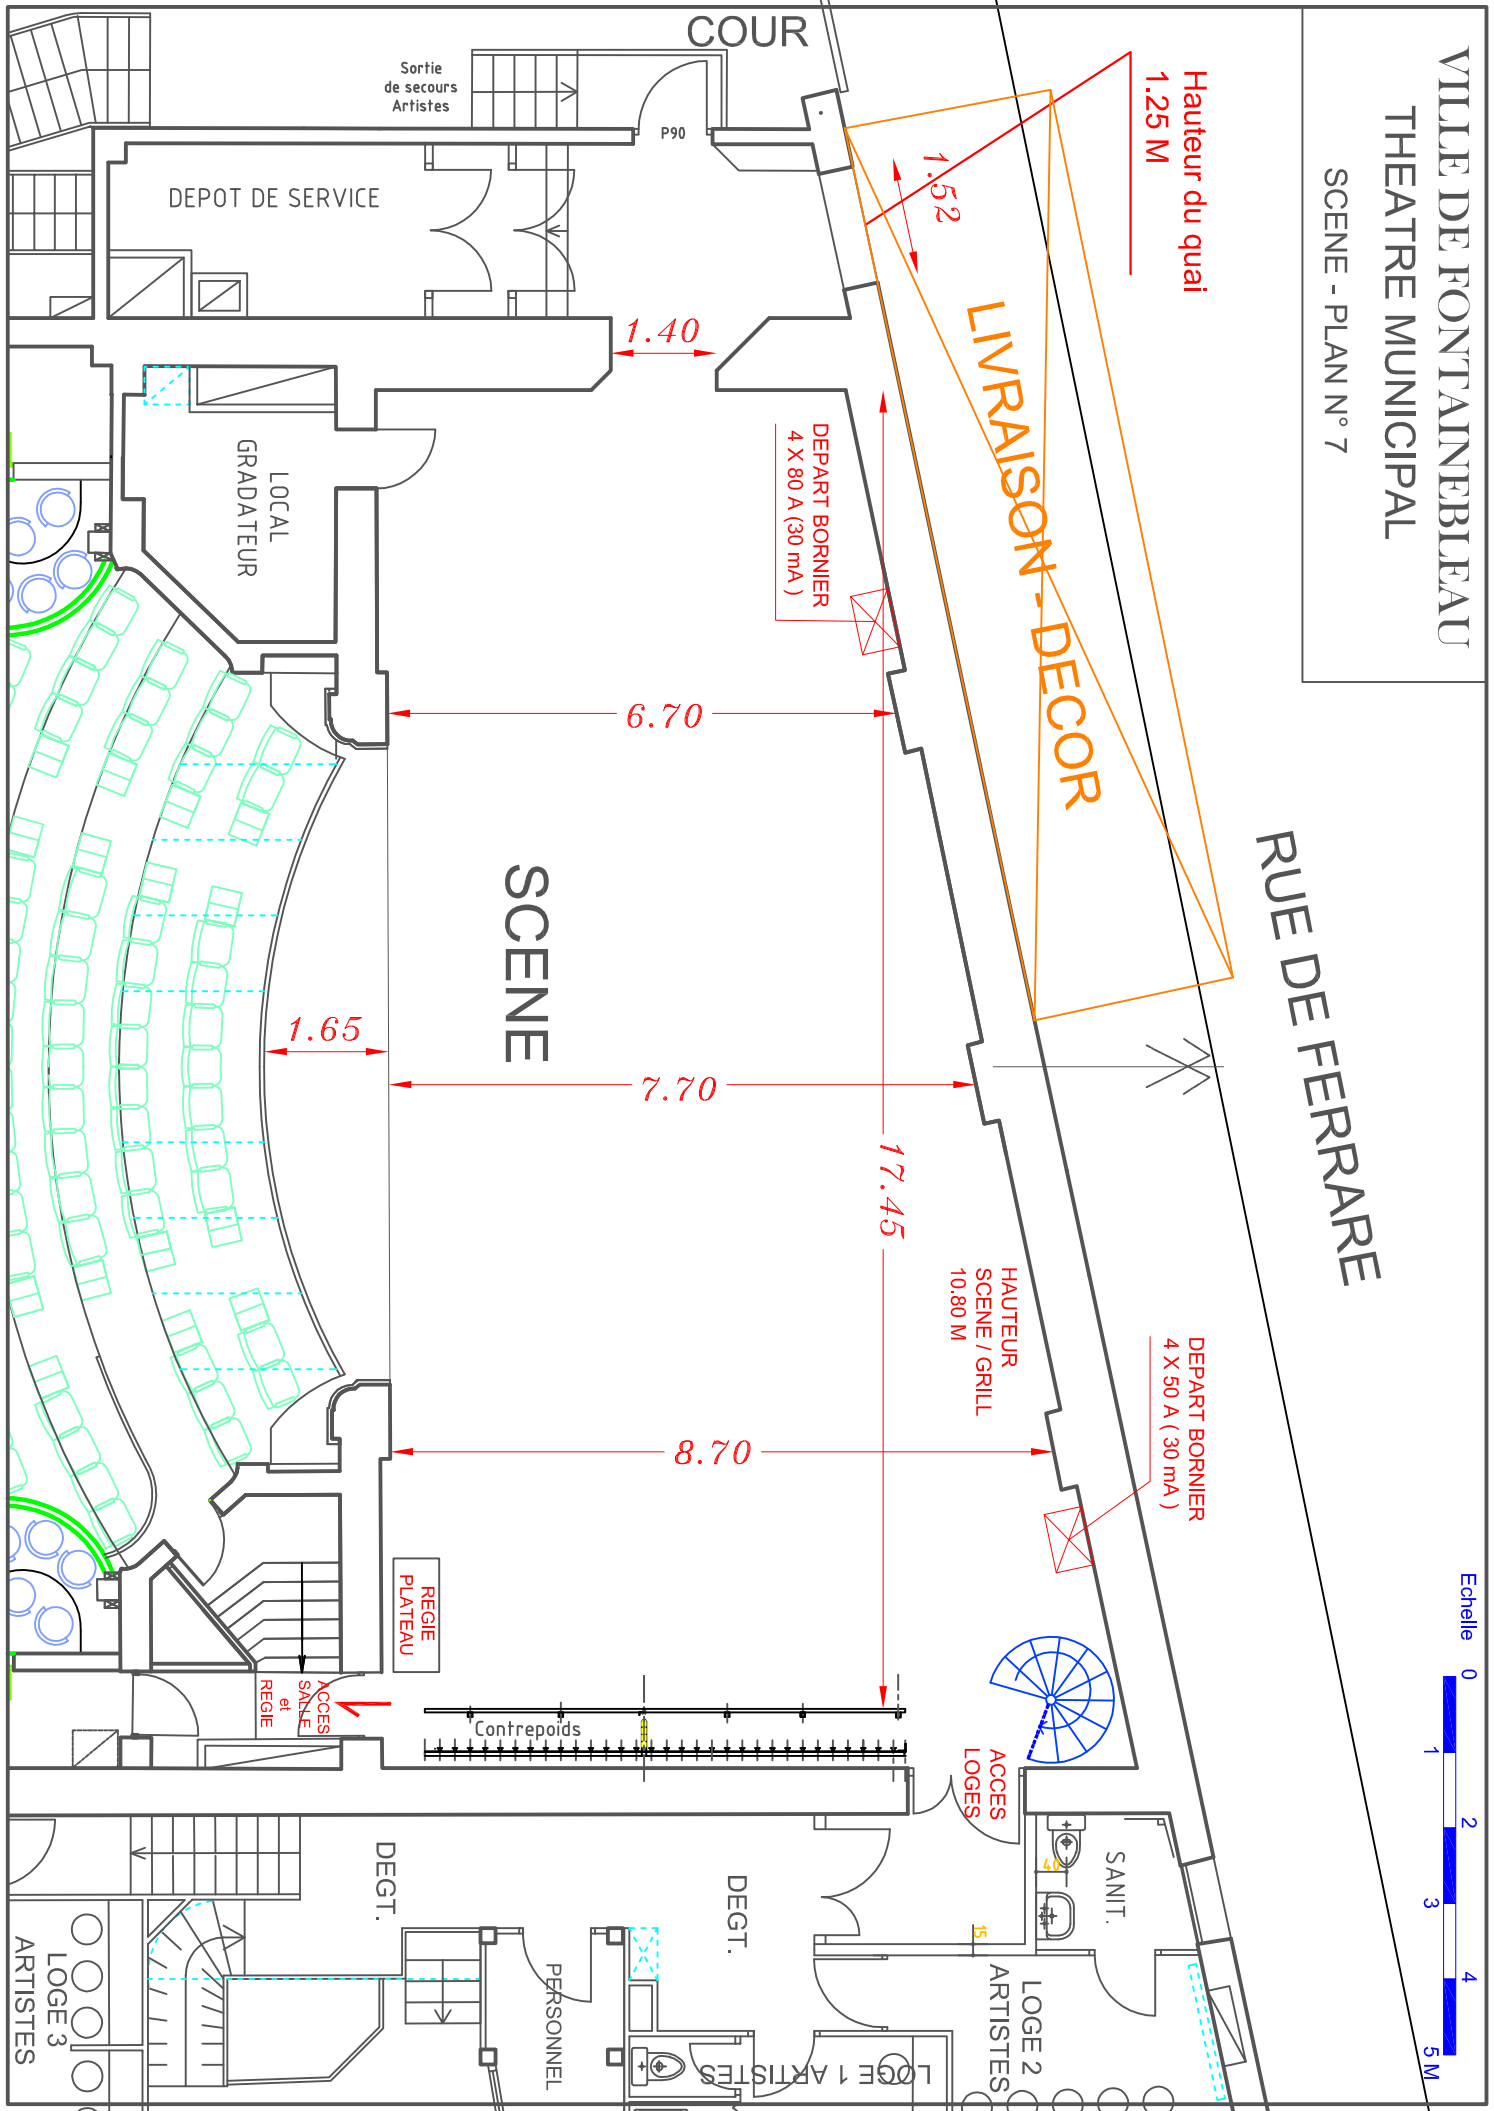 VILLE DE FONTAINEBLEAU
THEATRE MUNICIPAL
SCENE - PLAN N° 7
Echelle
0
1
2
3
4
5 M
COUR
Hauteur du quai
1.25 M
Sortie
de secours
Artistes
P90
DEPOT DE SERVICE
1.52
LIVRAISON - DECOR
RUE DE FERRARE
1.40
LOCAL
GRADATEUR
DEPART BORNIER
4 X 80 A (30 mA )
6.70
SCENE
1.65
7.70
17.45
HAUTEUR
SCENE / GRILL
10.80 M
DEPART BORNIER
4 X 50 A ( 30 mA )
8.70
REGIE
PLATEAU
ACCES
SALLE
et
REGIE
Contrepoids
ACCES
LOGES
SANIT.
40
15
DEGT.
DEGT.
PERSONNEL
LOGE 1 ARTISTES
LOGE 2
ARTISTES
LOGE 3
ARTISTES